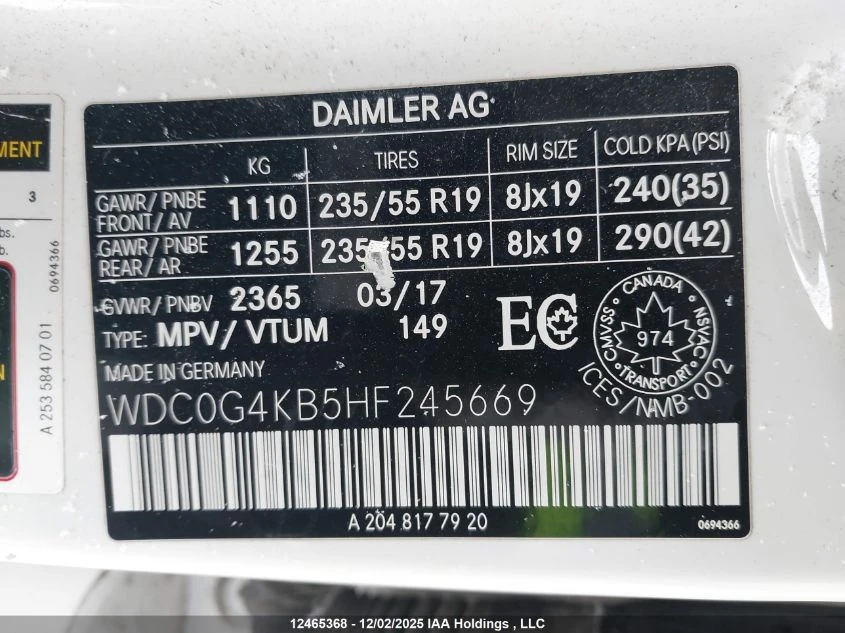 DAIMLER AG
KG TIRES RIM SIZE COLD KPA (PSI)
GAWR/ PNBE FRONT/ AV 1110 235/55 R19 8Jx19 240(35)
GAWR/ PNBE REAR/ AR 1255 235/55 R19 8Jx19 290(42)
GVWR/ PNBV 2365 03/17
TYPE: MPV/ VTUM 149
EC
CANADA
CMVSS 974 NSVAC
TRANSPORT
ICES/NMB-002
MADE IN GERMANY
WDC0G4KB5HF245669
A 204 817 79 20
0694366
MENT
3
lbs.
lb.
0694366
A 253 584 07 01
ON
12465368 - 12/02/2025 IAA Holdings , LLC